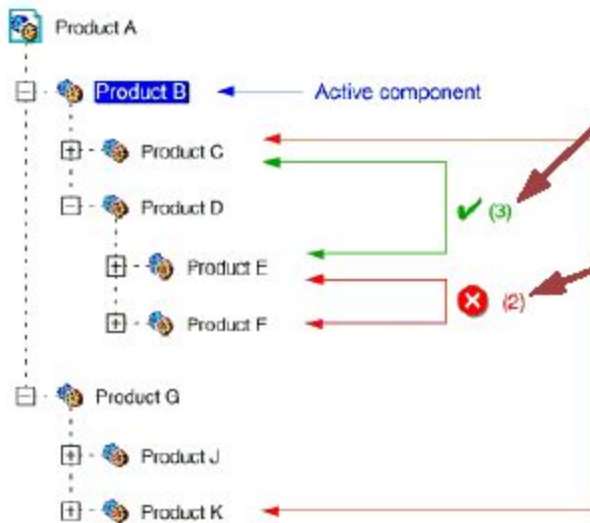 Product A
Product B
Active component
Product C
Product D
(3)
Product E
(2)
Product F
Product G
Product J
Product K